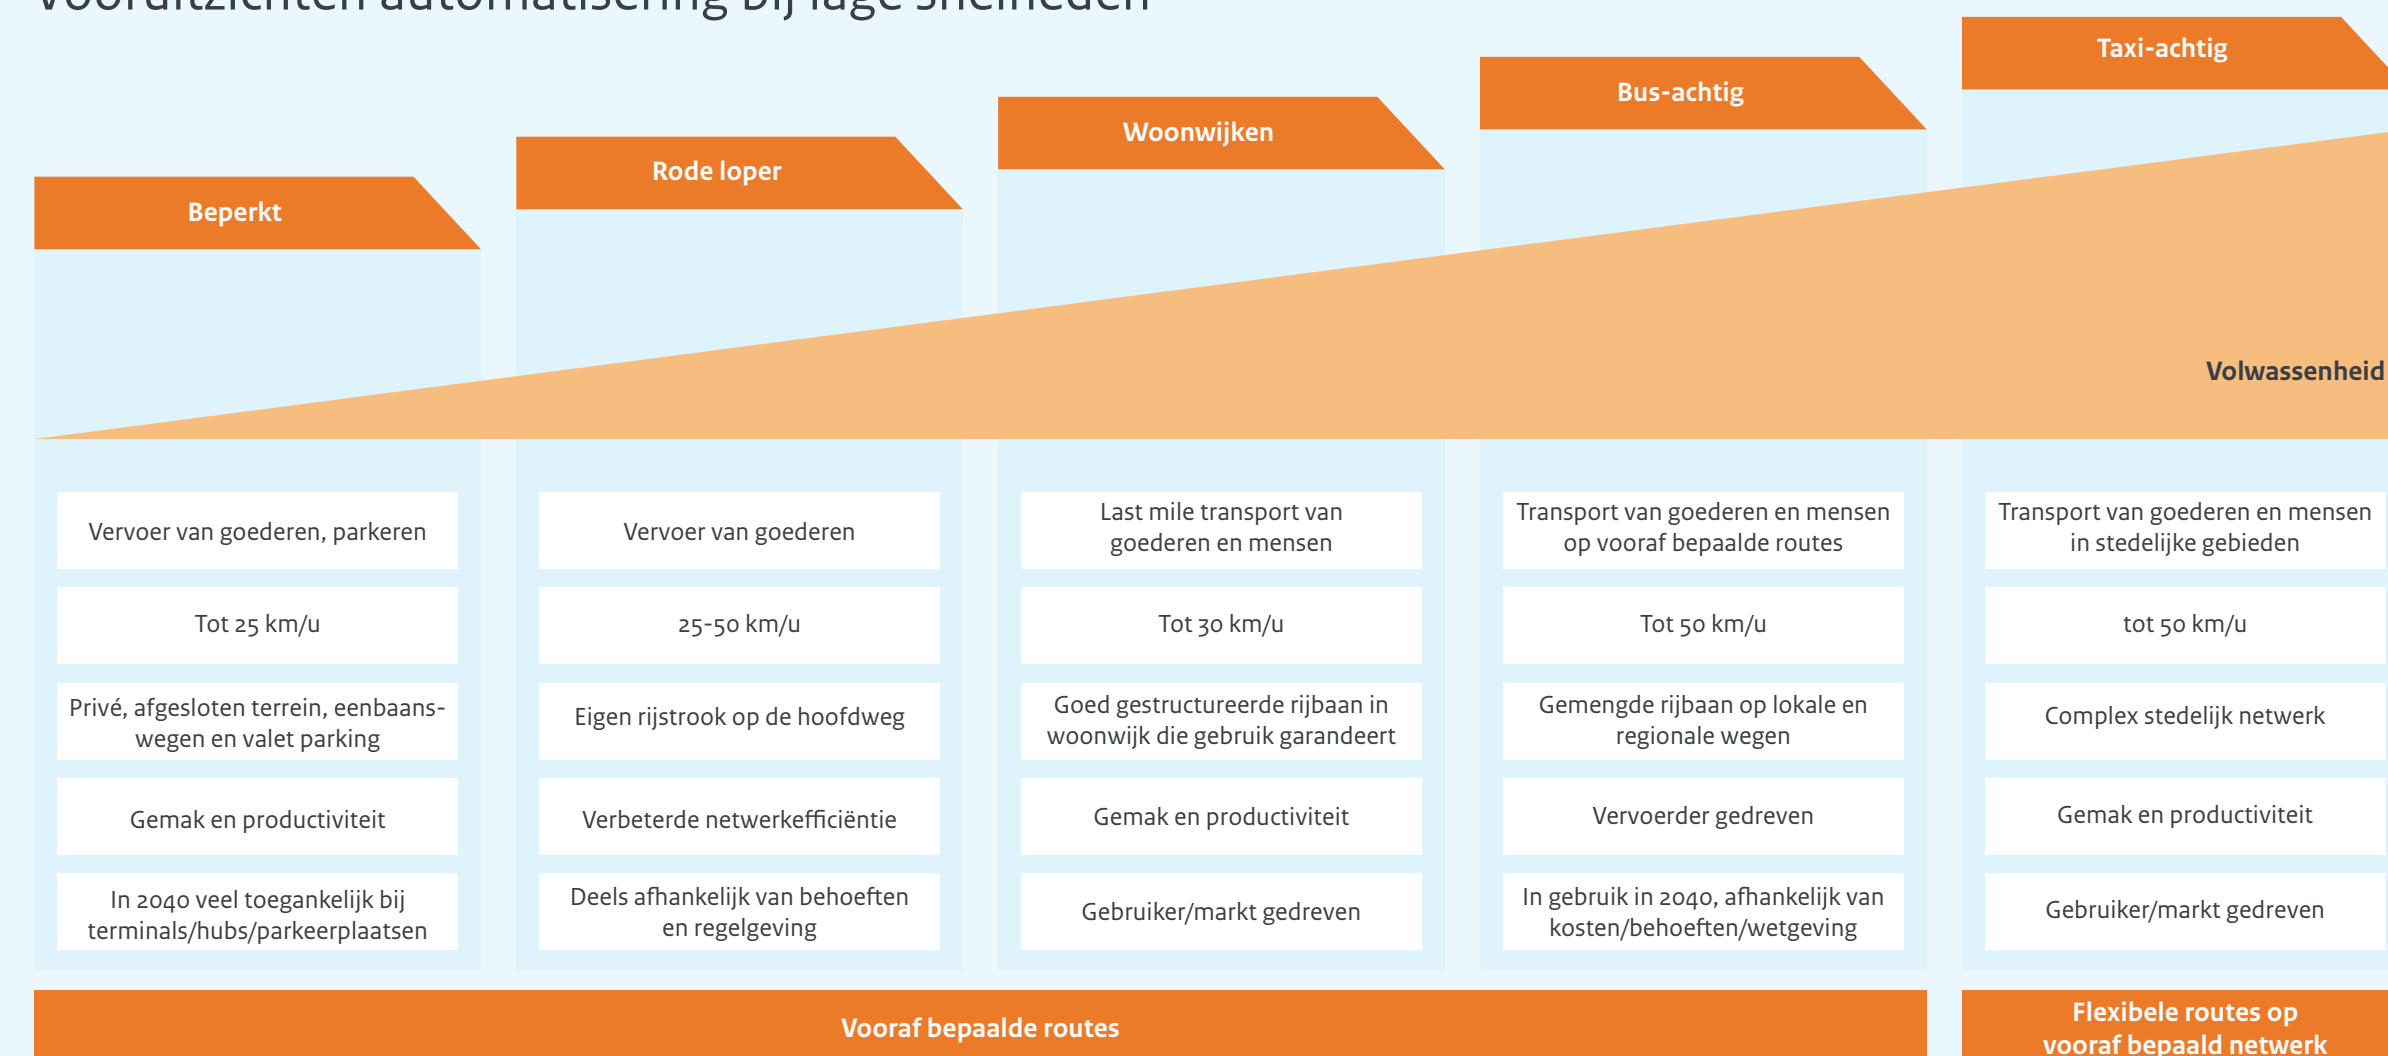 Vooruitzichten automatisering bij lage snelheden
Beperkt
Vervoer van goederen, parkeren
Tot 25 km/u
Privé, afgesloten terrein, eenbaans-
wegen en valet parking
Gemak en productiviteit
In 2040 veel toegankelijk bij
terminals/hubs/parkeerplaatsen
Rode loper
Vervoer van goederen
25-50 km/u
Eigen rijstrook op de hoofdweg
Verbeterde netwerkefficiëntie
Deels afhankelijk van behoeften
en regelgeving
Woonwijken
Last mile transport van
goederen en mensen
Tot 30 km/u
Goed gestructureerde rijbaan in
woonwijk die gebruik garandeert
Gemak en productiviteit
Gebruiker/markt gedreven
Bus-achtig
Transport van goederen en mensen
op vooraf bepaalde routes
Tot 50 km/u
Gemengde rijbaan op lokale en
regionale wegen
Vervoerder gedreven
In gebruik in 2040, afhankelijk van
kosten/behoeften/wetgeving
Taxi-achtig
Volwassenheid
Transport van goederen en mensen
in stedelijke gebieden
tot 50 km/u
Complex stedelijk netwerk
Gemak en productiviteit
Gebruiker/markt gedreven
Vooraf bepaalde routes
Flexibele routes op
vooraf bepaald netwerk